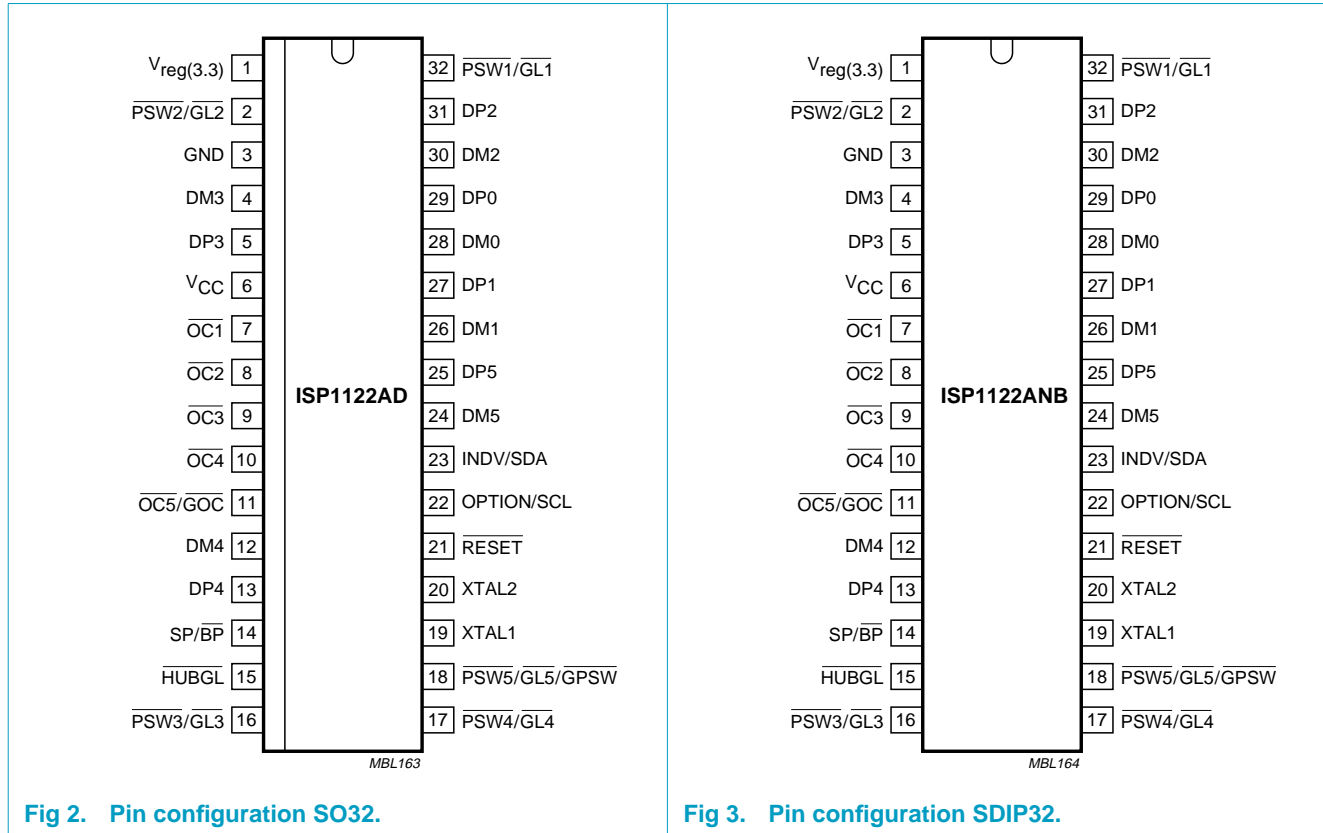 Vreg(3.3) 1
32 PSW1/GL1
PSW2/GL2 2
31 DP2
GND 3
30 DM2
DM3 4
29 DP0
DP3 5
28 DM0
VCC 6
27 DP1
OC1 7
26 DM1
OC2 8
25 DP5
ISP1122AD
OC3 9
24 DM5
OC4 10
23 INDV/SDA
OC5/GOC 11
22 OPTION/SCL
DM4 12
21 RESET
DP4 13
20 XTAL2
SP/BP 14
19 XTAL1
HUBGL 15
18 PSW5/GL5/GPSW
PSW3/GL3 16
17 PSW4/GL4
MBL163
Fig 2. Pin configuration SO32.
Vreg(3.3) 1
32 PSW1/GL1
PSW2/GL2 2
31 DP2
GND 3
30 DM2
DM3 4
29 DP0
DP3 5
28 DM0
VCC 6
27 DP1
OC1 7
26 DM1
OC2 8
25 DP5
ISP1122ANB
OC3 9
24 DM5
OC4 10
23 INDV/SDA
OC5/GOC 11
22 OPTION/SCL
DM4 12
21 RESET
DP4 13
20 XTAL2
SP/BP 14
19 XTAL1
HUBGL 15
18 PSW5/GL5/GPSW
PSW3/GL3 16
17 PSW4/GL4
MBL164
Fig 3. Pin configuration SDIP32.